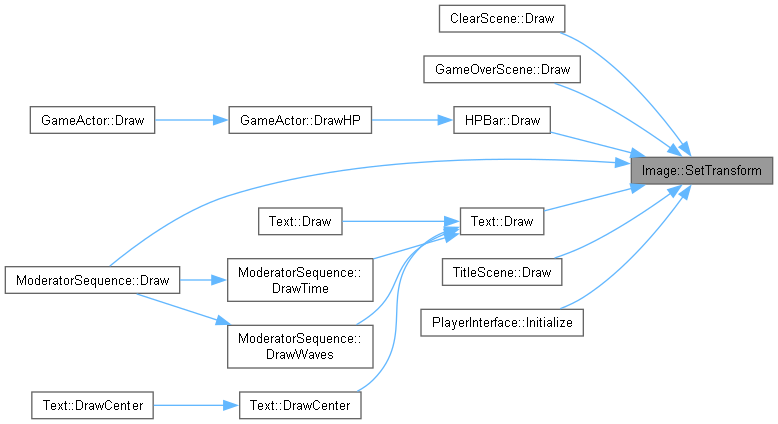 ClearScene::Draw
GameOverScene::Draw
GameActor::Draw
GameActor::DrawHP
HPBar::Draw
Image::SetTransform
Text::Draw
Text::Draw
ModeratorSequence::Draw
ModeratorSequence::
DrawTime
TitleScene::Draw
PlayerInterface::Initialize
ModeratorSequence::
DrawWaves
Text::DrawCenter
Text::DrawCenter